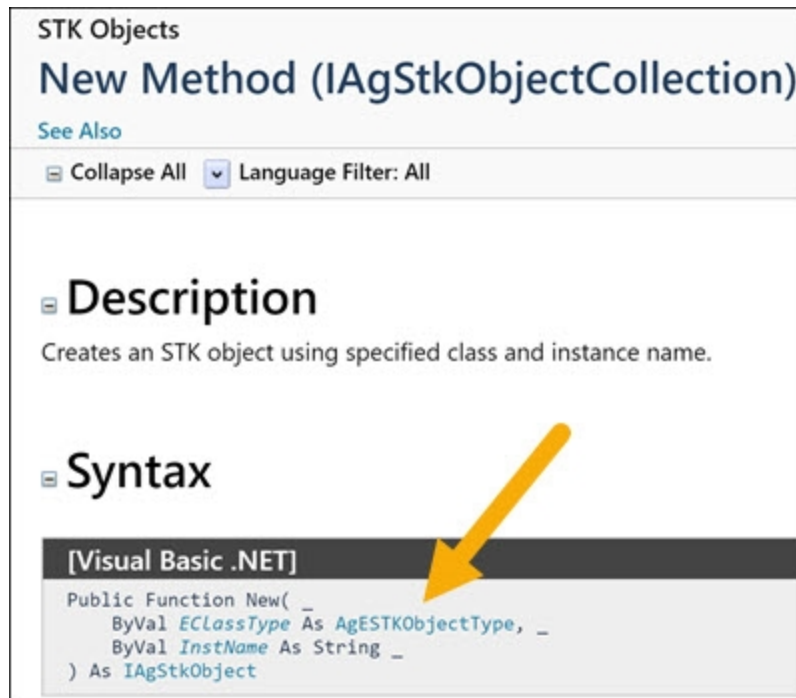 STK Objects
New Method (IAgStkObjectCollection)
See Also
Collapse All Language Filter: All
Description
Creates an STK object using specified class and instance name.
Syntax
[Visual Basic .NET]
Public Function New( _
ByVal EClassType As AgESTKObjectType, _
ByVal InstName As String _
) As IAgStkObject